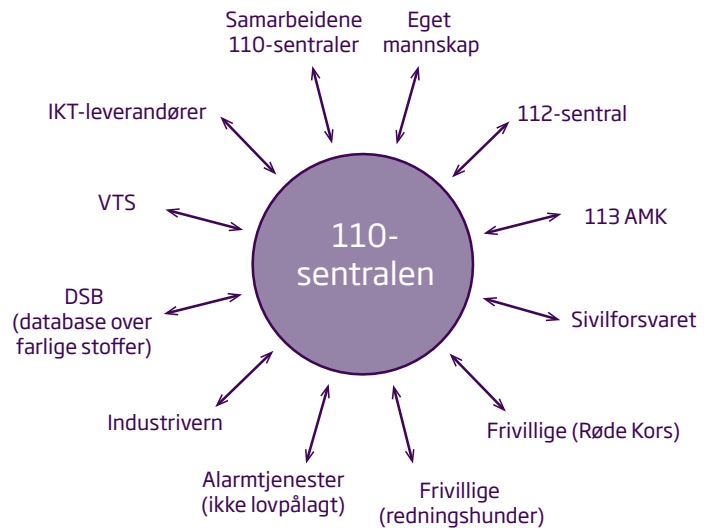 Samarbeidene
110-sentraler
Eget
mannskap
IKT-leverandører
112-sentral
VTS
113 AMK
110-
sentralen
DSB
(database over
farlige stoffer)
Sivilforsvaret
Industrivern
Frivillige (Røde Kors)
Alarmtjenester
(ikke lovpålagt)
Frivillige
(redningshunder)